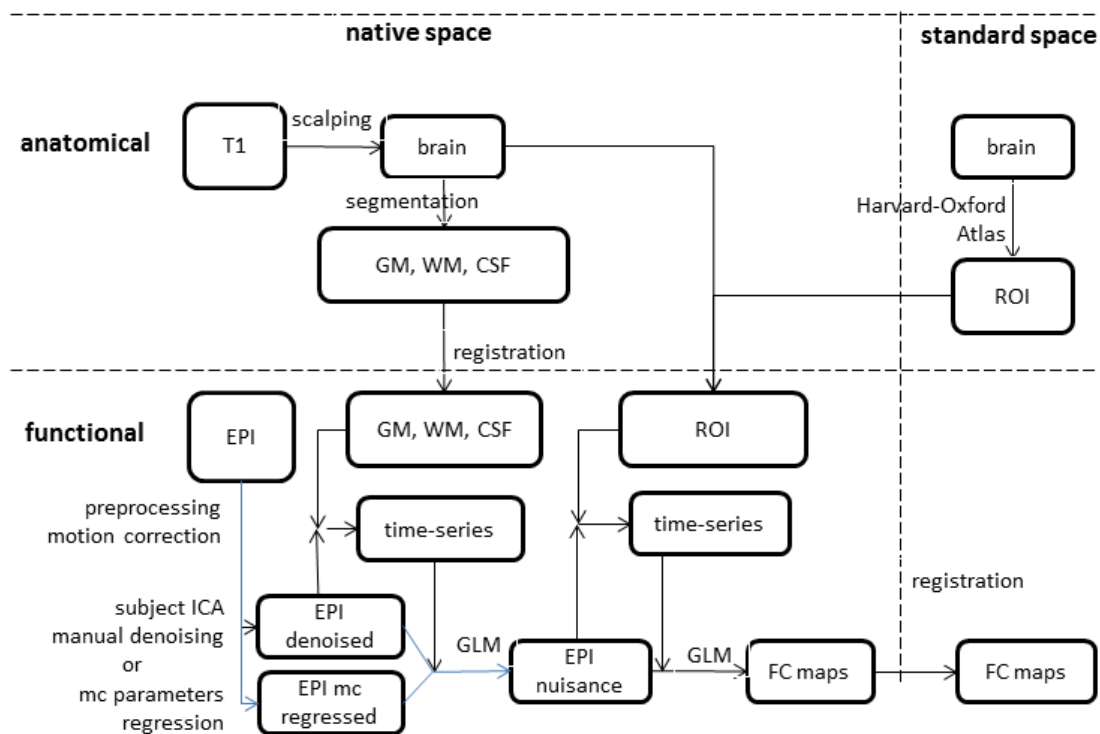 native space
standard space
anatomical
T1
scalping
brain
segmentation
GM, WM, CSF
registration
brain
Harvard-Oxford
Atlas
ROI
functional
EPI
GM, WM, CSF
ROI
preprocessing
motion correction
time-series
time-series
subject ICA
manual denoising
or
mc parameters
regression
EPI
denoised
EPI mc
regressed
GLM
EPI
nuisance
GLM
FC maps
registration
FC maps